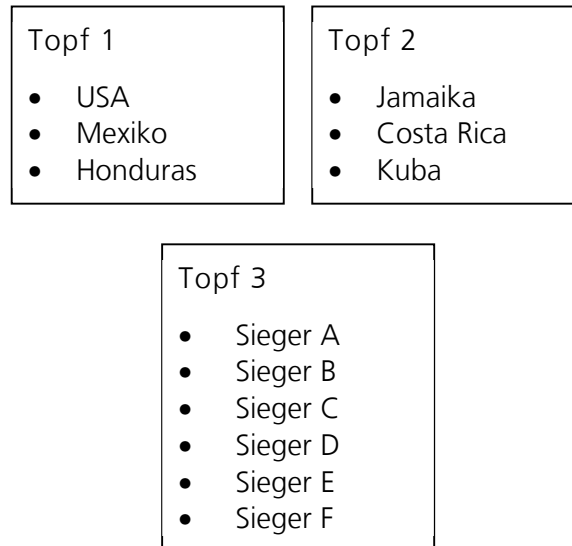 Topf 1
• USA
• Mexiko
• Honduras
Topf 2
• Jamaika
• Costa Rica
• Kuba
Topf 3
• Sieger A
• Sieger B
• Sieger C
• Sieger D
• Sieger E
• Sieger F